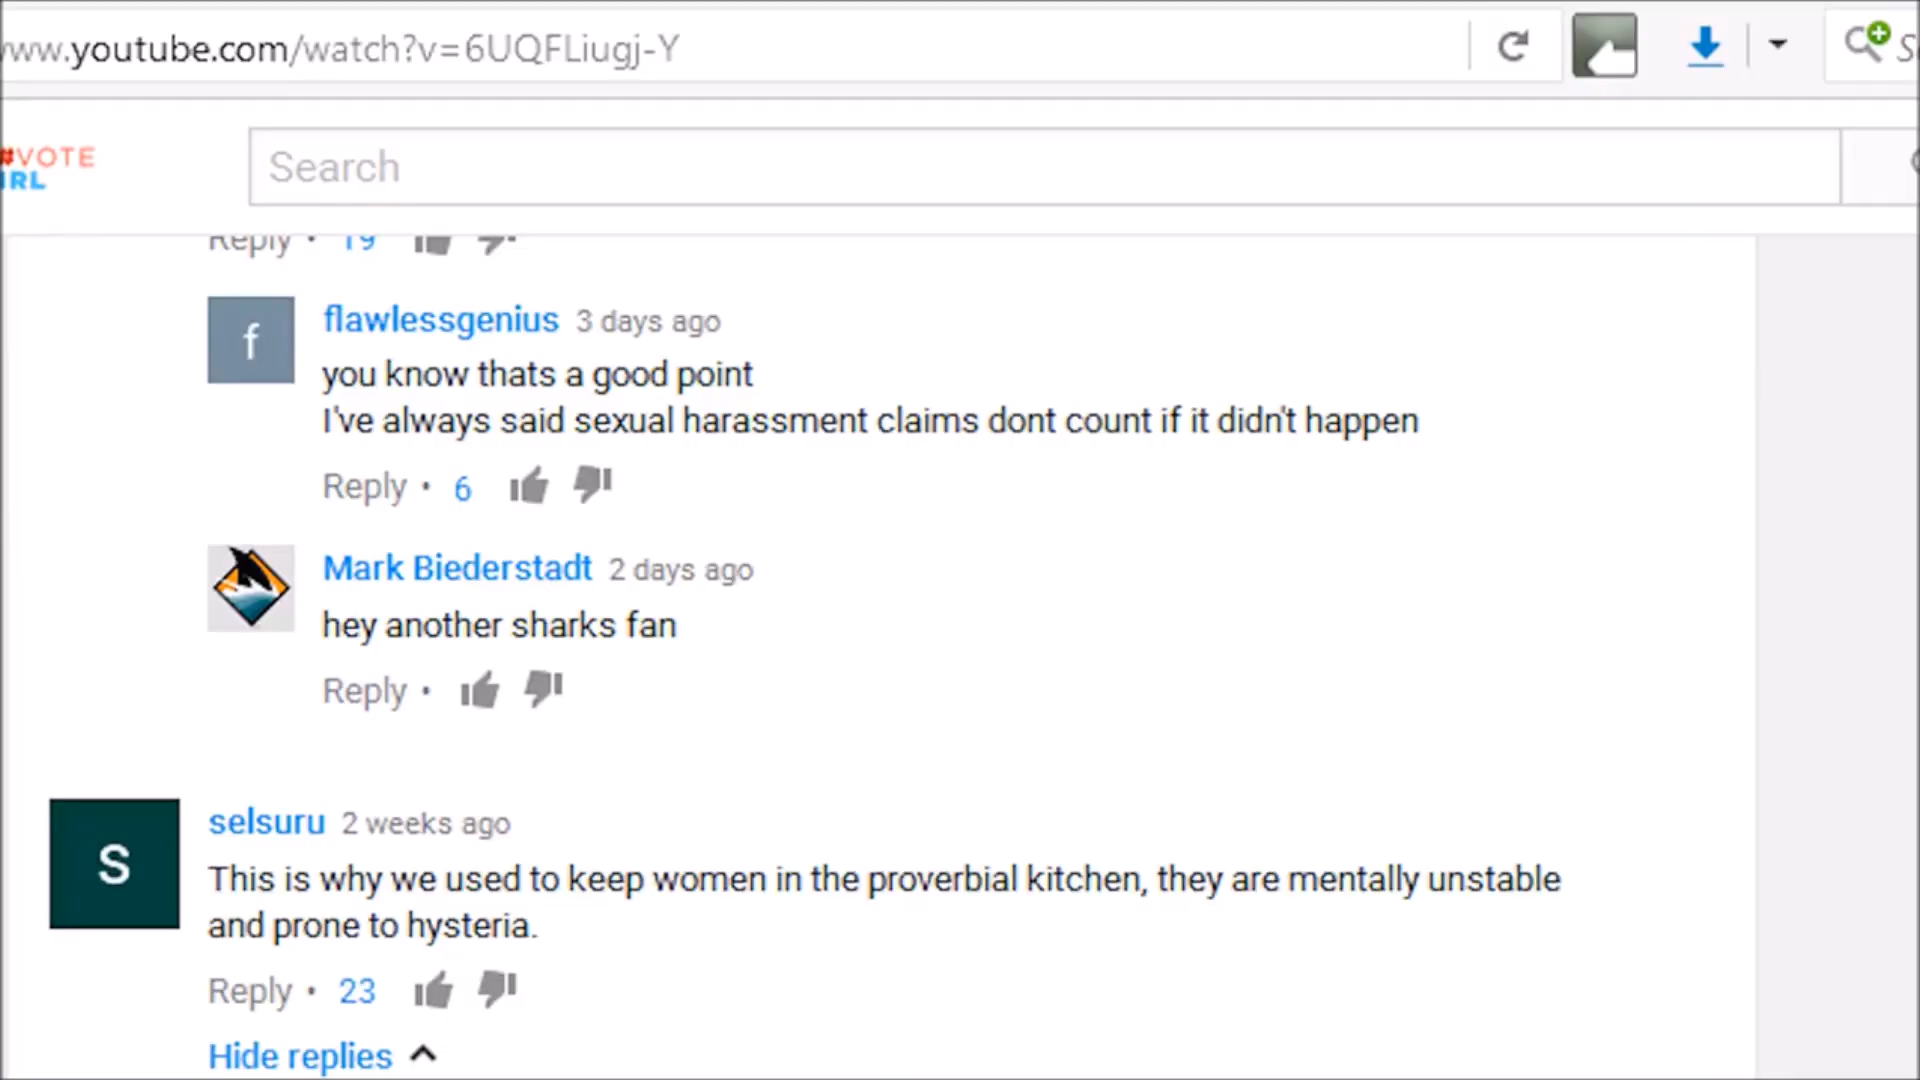 www.youtube.com/watch?v=6UQFLiugj-Y
#VOTE
IRL
Search
Reply • 19
f
flawlessgenius 3 days ago
you know thats a good point
I've always said sexual harassment claims dont count if it didn't happen
Reply • 6
Mark Biederstadt 2 days ago
hey another sharks fan
Reply •
S
selsuru 2 weeks ago
This is why we used to keep women in the proverbial kitchen, they are mentally unstable
and prone to hysteria.
Reply • 23
Hide replies